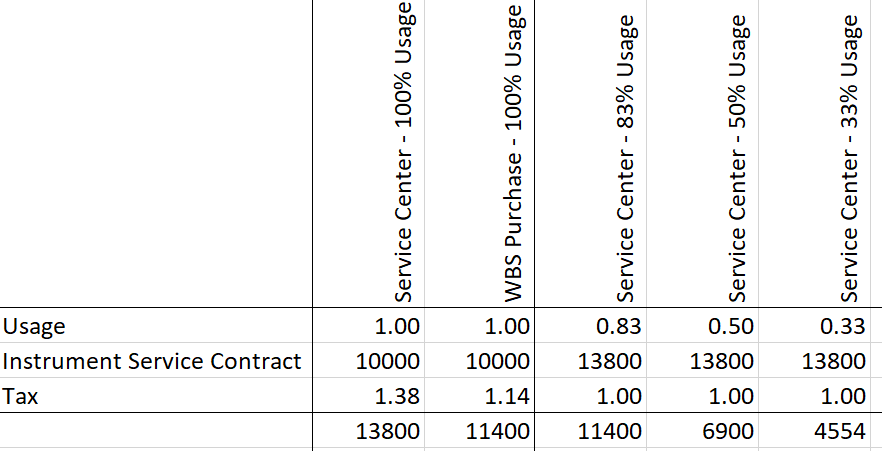 Service Center - 100% Usage WBS Purchase - 100% Usage Service Center - 83% Usage Service Center - 50% Usage Service Center - 33% Usage
Usage 1.00 1.00 0.83 0.50 0.33
Instrument Service Contract 10000 10000 13800 13800 13800
Tax 1.38 1.14 1.00 1.00 1.00
13800 11400 11400 6900 4554